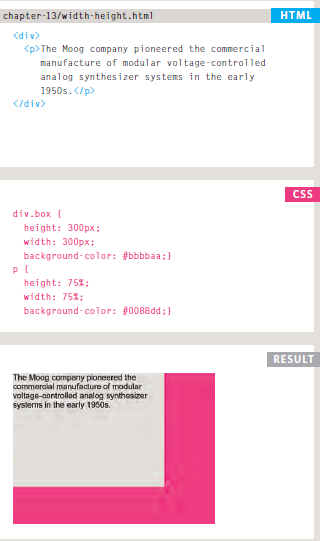 chapter-13/width-height.html
HTML
<div>
<p>The Moog company pioneered the commercial
manufacture of modular voltage-controlled
analog synthesizer systems in the early
1950s.</p>
</div>
CSS
div.box {
height: 300px;
width: 300px;
background-color: #bbbbaa;}
p {
height: 75%;
width: 75%;
background-color: #0088dd;}
RESULT
The Moog company pioneered the
commercial manufacture of modular
voltage-controlled analog synthesizer
systems in the early 1950s.